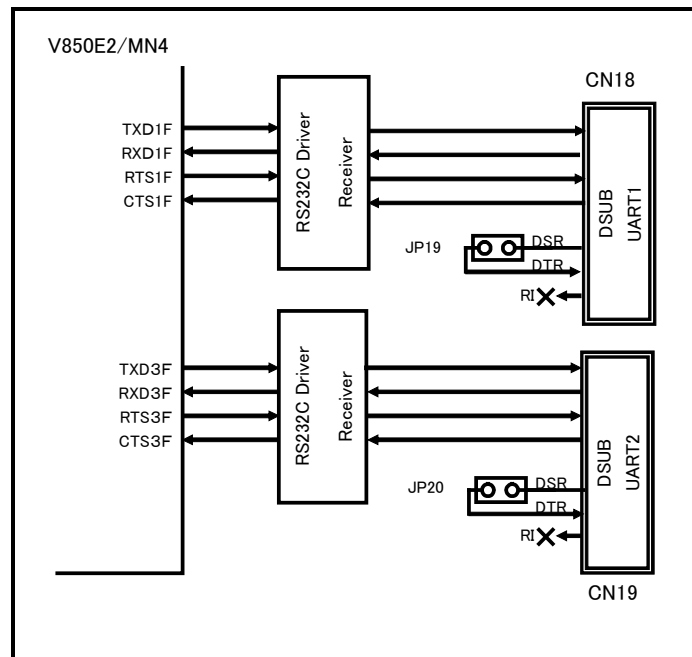 V850E2/MN4
CN18
TXD1F
RXD1F
RTS1F
CTS1F
RS232C Driver
Receiver
DSUB
UART1
JP19
DSR
DTR
RI
TXD3F
RXD3F
RTS3F
CTS3F
RS232C Driver
Receiver
DSUB
UART2
JP20
DSR
DTR
RI
CN19